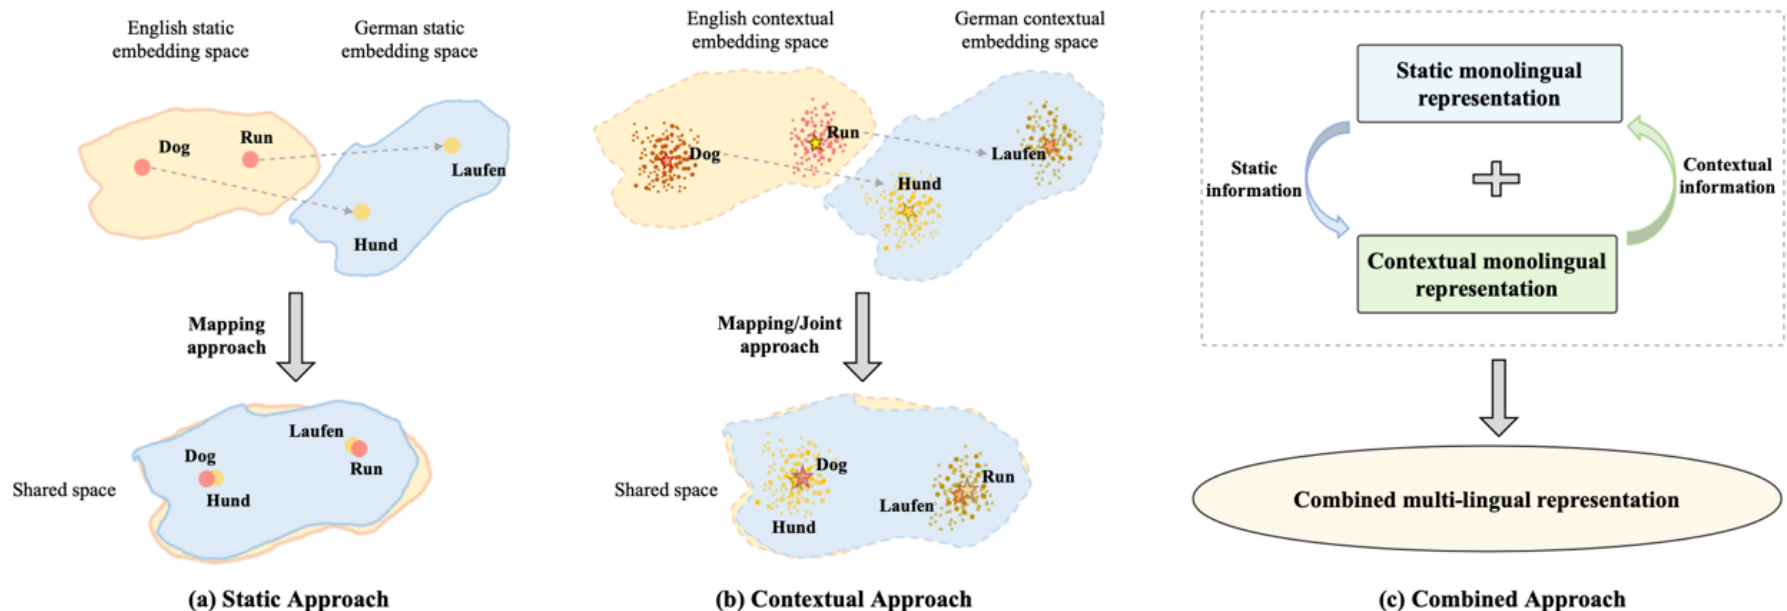 English static
embedding space
German static
embedding space
Dog
Run
Laufen
Hund
Mapping
approach
Laufen
Dog
Run
Hund
Shared space
(a) Static Approach
English contextual
embedding space
German contextual
embedding space
Run
Dog
Laufen
Hund
Mapping/Joint
approach
Dog
Run
Laufen
Hund
Shared space
(b) Contextual Approach
Static monolingual
representation
Static
information
Contextual
information
Contextual monolingual
representation
Combined multi-lingual representation
(c) Combined Approach